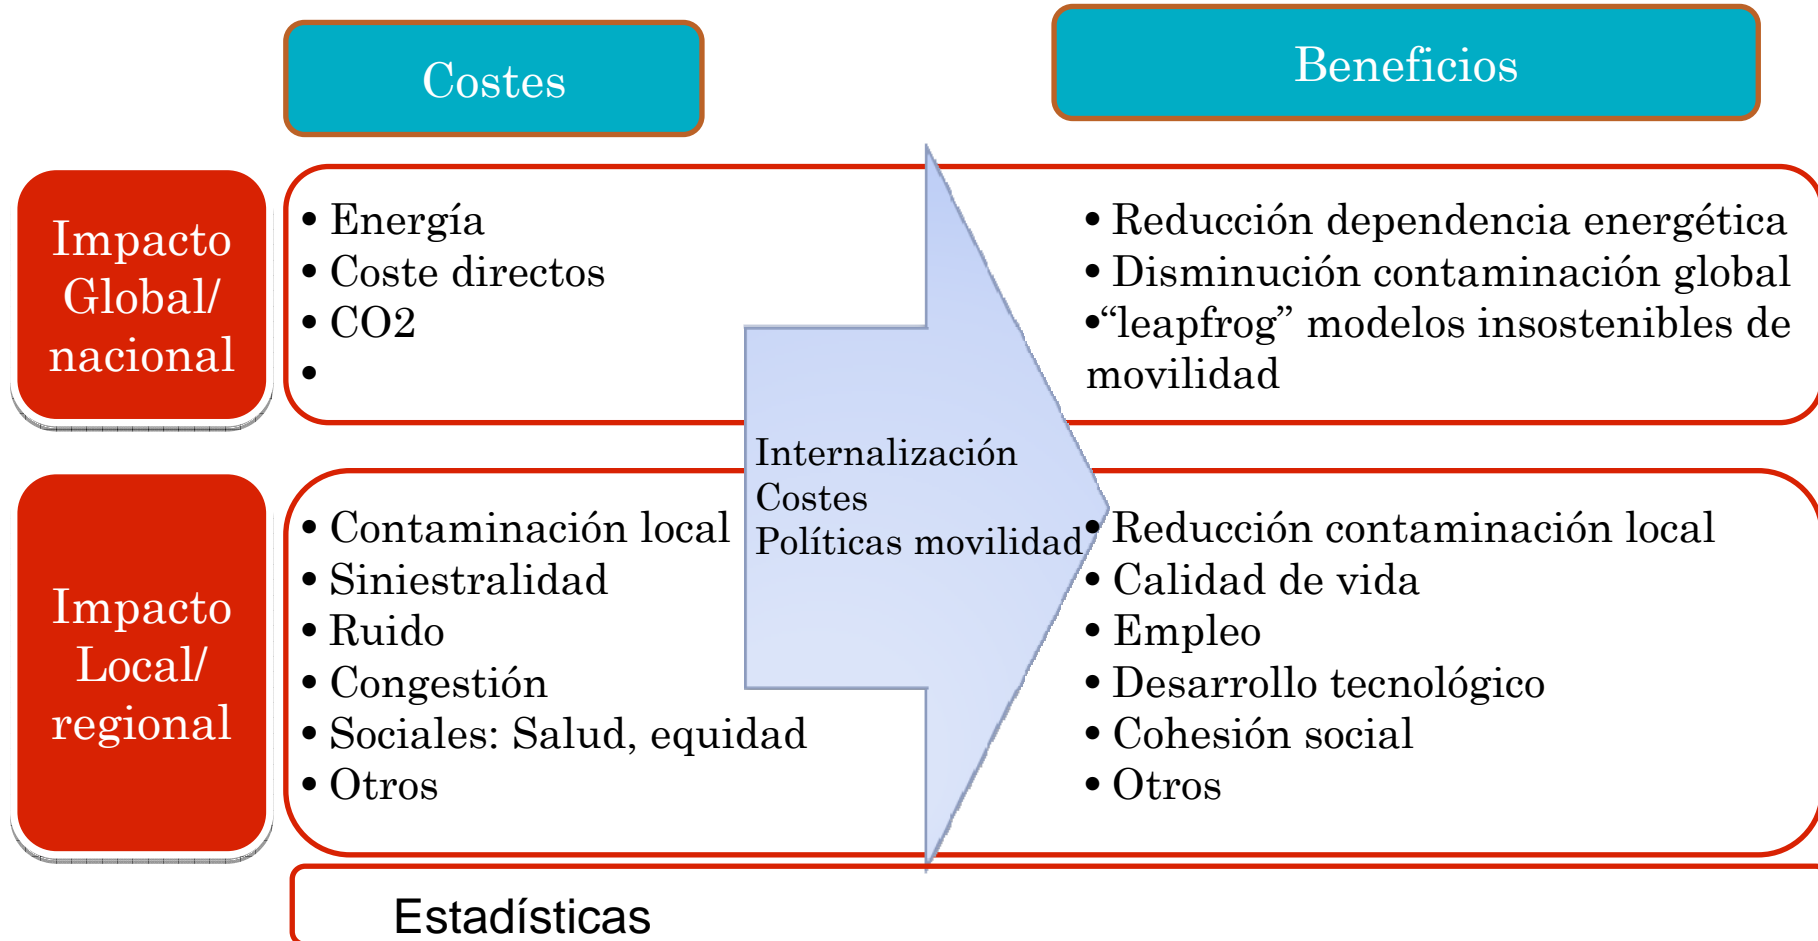 Costes
Beneficios
Impacto
Global/
nacional
• Energía
• Coste directos
• CO2
•
• Reducción dependencia energética
• Disminución contaminación global
•“leapfrog” modelos insostenibles de
movilidad
Internalización
Costes
Políticas movilidad
Impacto
Local/
regional
• Contaminación local
• Siniestralidad
• Ruido
• Congestión
• Sociales: Salud, equidad
• Otros
• Reducción contaminación local
• Calidad de vida
• Empleo
• Desarrollo tecnológico
• Cohesión social
• Otros
Estadísticas